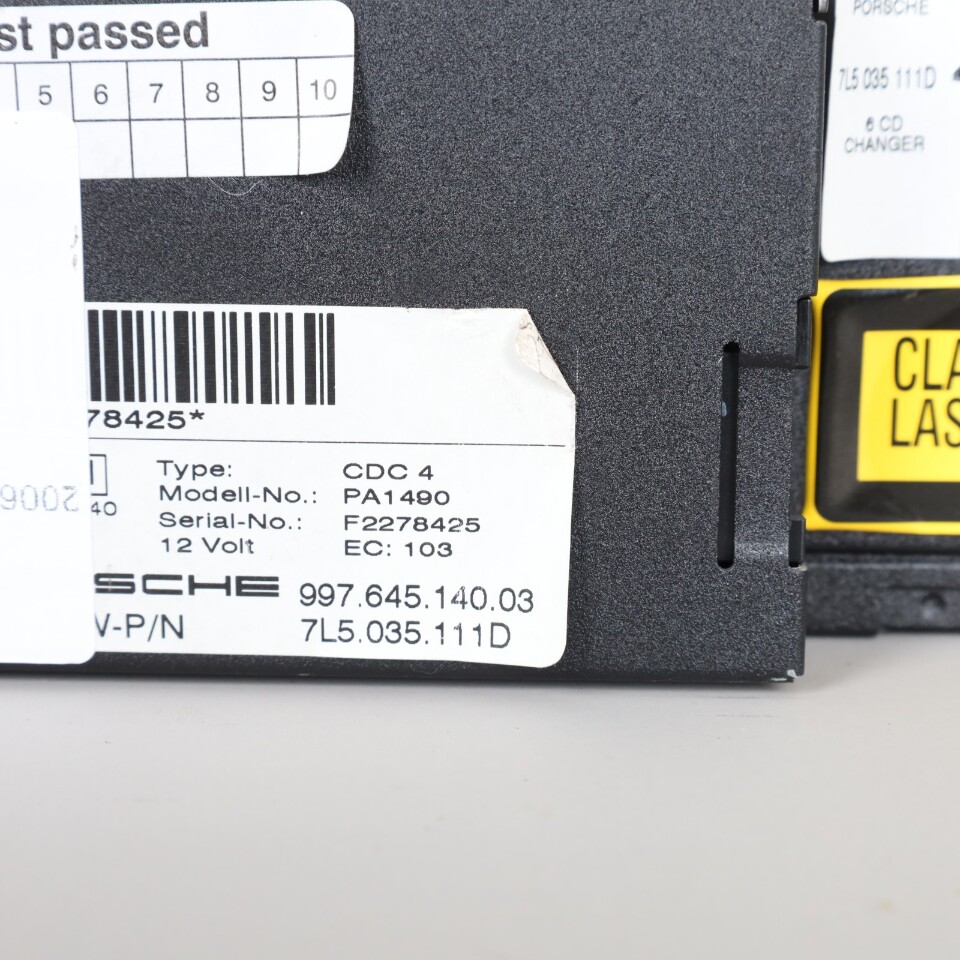 st passed
5 6 7 8 9 10
78425*
40
Type: CDC 4
Modell-No.: PA1490
Serial-No.: F2278425
12 Volt EC: 103
SCHE 997.645.140.03
-P/N 7L5.035.111D
PORSCHE
7L5 035 111D
6 CD
CHANGER
CLA
LAS